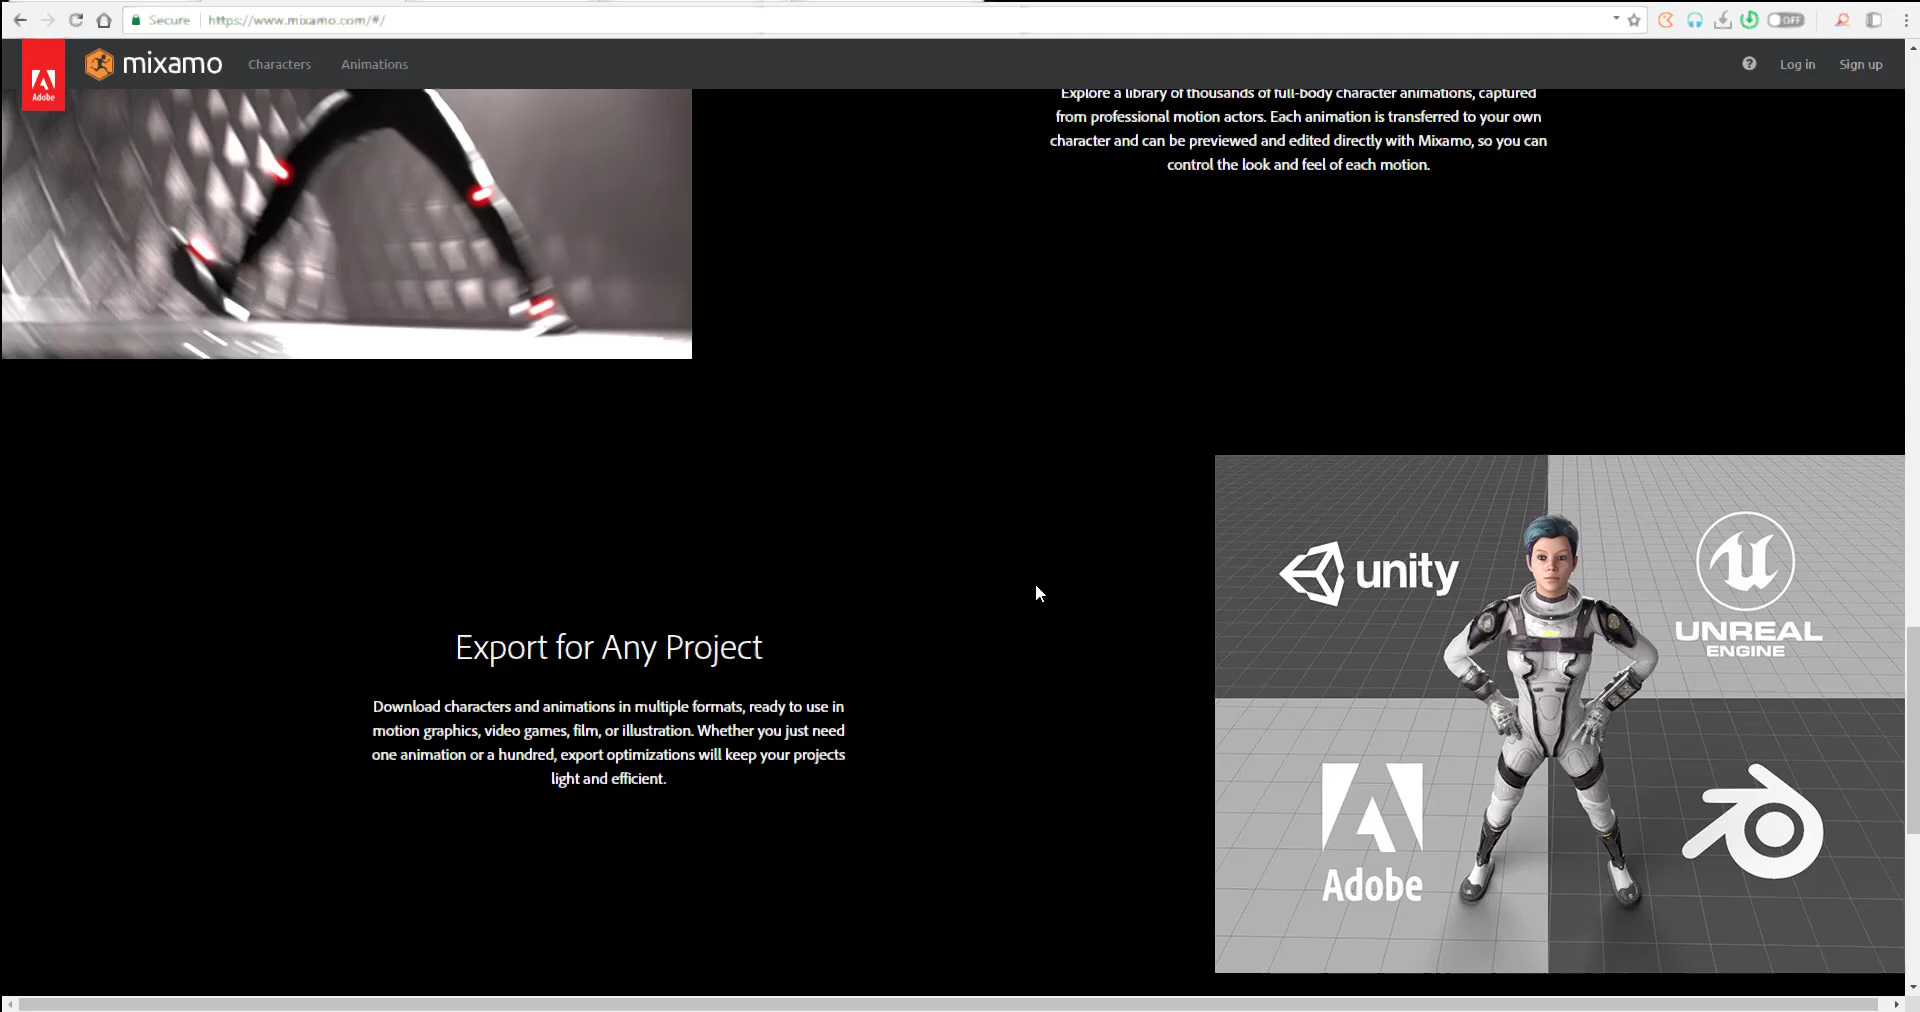 Secure https://www.mixamo.com/#/
OFF
Adobe
mixamo Characters Animations Log in Sign up
Explore a library of thousands of full-body character animations, captured
from professional motion actors. Each animation is transferred to your own
character and can be previewed and edited directly with Mixamo, so you can
control the look and feel of each motion.
unity
UNREAL
ENGINE
Export for Any Project
Download characters and animations in multiple formats, ready to use in
motion graphics, video games, film, or illustration. Whether you just need
one animation or a hundred, export optimizations will keep your projects
light and efficient.
Adobe